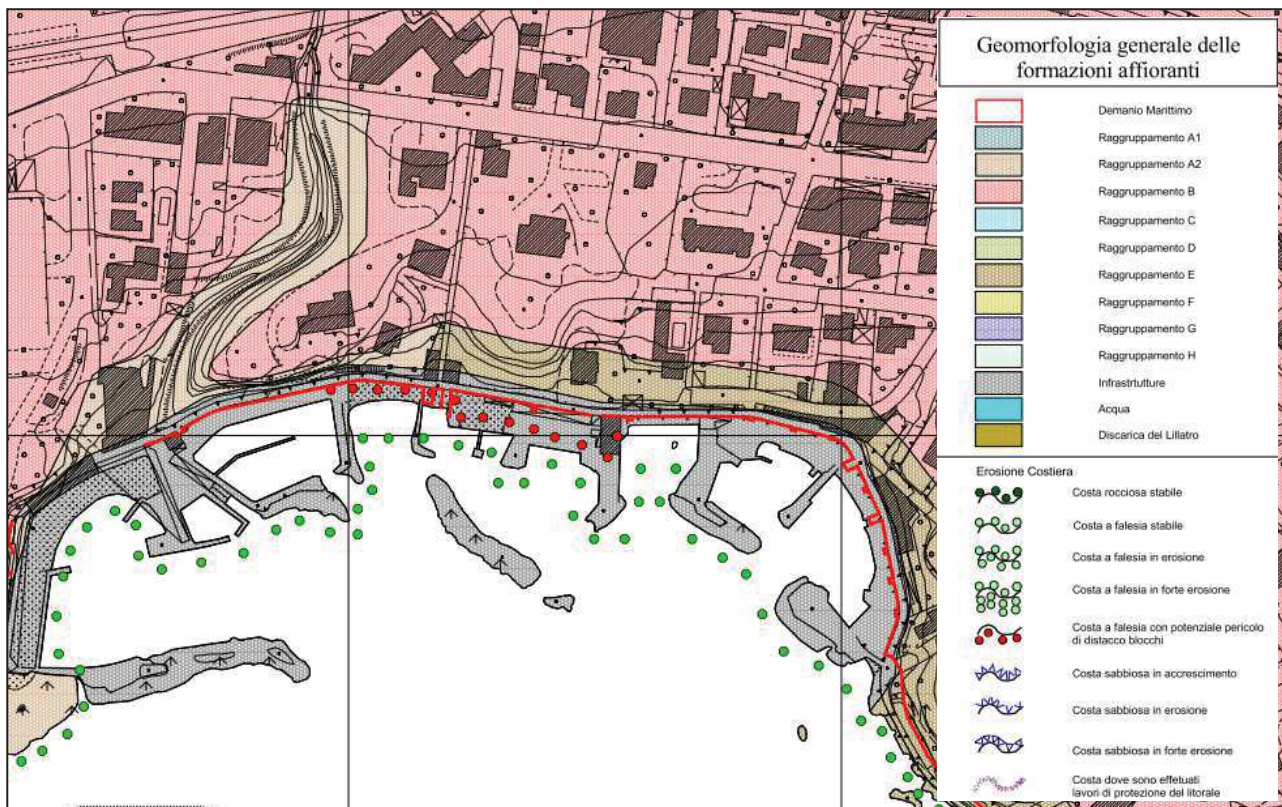 Geomorfologia generale delle
formazioni affioranti
Demanio Marittimo
Raggruppamento A1
Raggruppamento A2
Raggruppamento B
Raggruppamento C
Raggruppamento D
Raggruppamento E
Raggruppamento F
Raggruppamento G
Raggruppamento H
Infrastrtutture
Acqua
Discarica del Lillatro
Erosione Costiera
Costa rocciosa stabile
Costa a falesia stabile
Costa a falesia in erosione
Costa a falesia in forte erosione
Costa a falesia con potenziale pericolo
di distacco blocchi
Costa sabbiosa in accrescimento
Costa sabbiosa in erosione
Costa sabbiosa in forte erosione
Costa dove sono effetuati
lavori di protezione del litorale